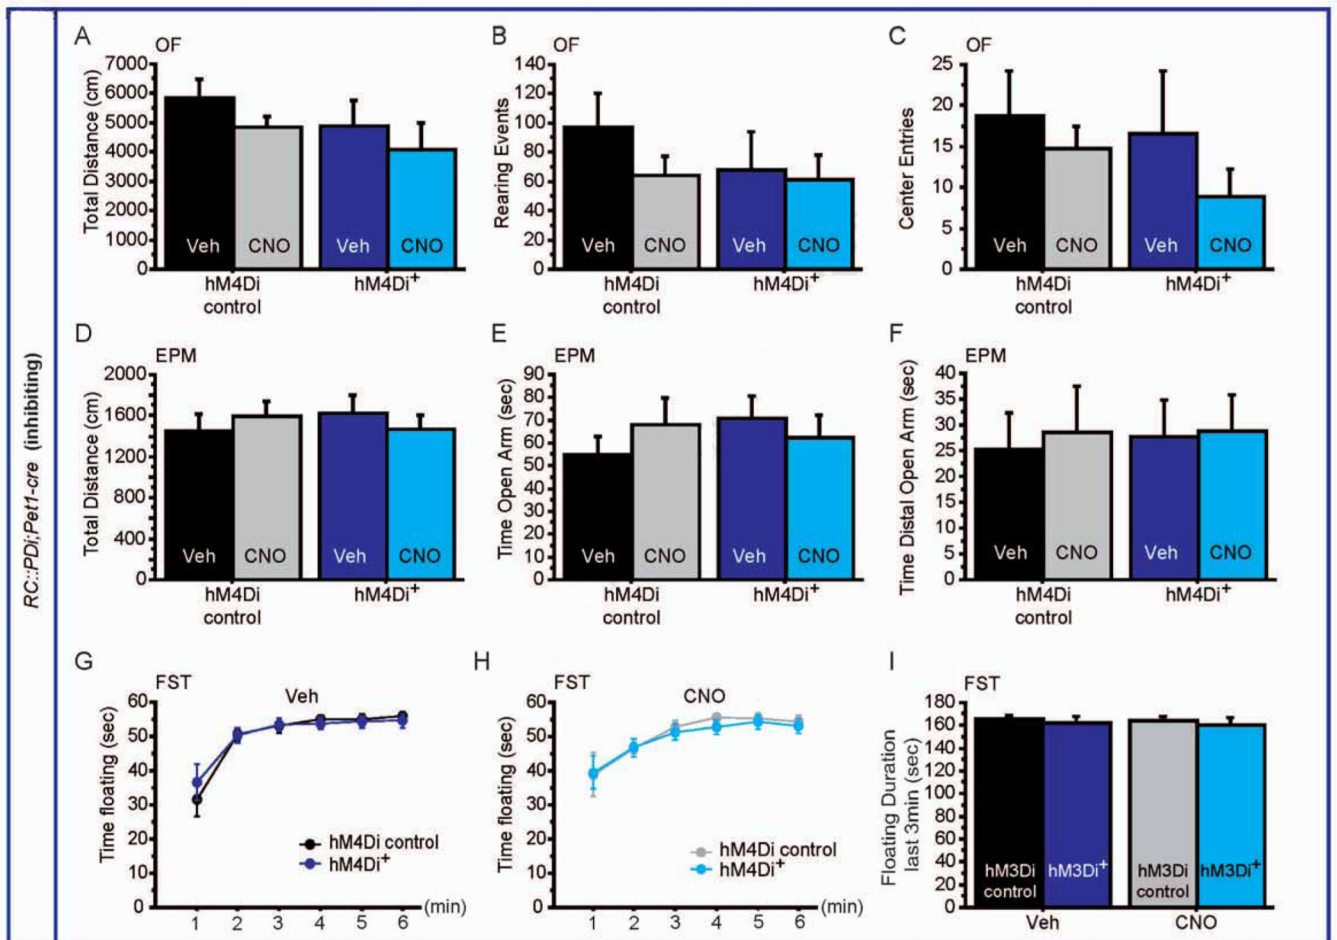 RC::PDi;Pet1-cre (inhibiting)
A
OF
Total Distance (cm)
7000
6000
5000
4000
3000
2000
1000
0
Veh
CNO
Veh
CNO
hM4Di
control
hM4Di+
B
OF
Rearing Events
140
120
100
80
60
40
20
0
Veh
CNO
Veh
CNO
hM4Di
control
hM4Di+
C
OF
Center Entries
25
20
15
10
5
0
Veh
CNO
Veh
CNO
hM4Di
control
hM4Di+
D
EPM
Total Distance (cm)
2000
1600
1200
800
400
0
Veh
CNO
Veh
CNO
hM4Di
control
hM4Di+
E
EPM
Time Open Arm (sec)
90
80
70
60
50
40
30
20
10
0
Veh
CNO
Veh
CNO
hM4Di
control
hM4Di+
F
EPM
Time Distal Open Arm (sec)
40
35
30
25
20
15
10
5
0
Veh
CNO
Veh
CNO
hM4Di
control
hM4Di+
G
FST
Veh
Time floating (sec)
60
50
40
30
20
10
0
hM4Di control
hM4Di+
1 2 3 4 5 6 (min)
H
FST
CNO
Time floating (sec)
60
50
40
30
20
10
0
hM4Di control
hM4Di+
1 2 3 4 5 6 (min)
I
FST
Floating Duration
last 3min (sec)
180
160
140
120
100
80
60
40
20
0
hM3Di
control
hM3Di+
hM3Di
control
hM3Di+
Veh
CNO